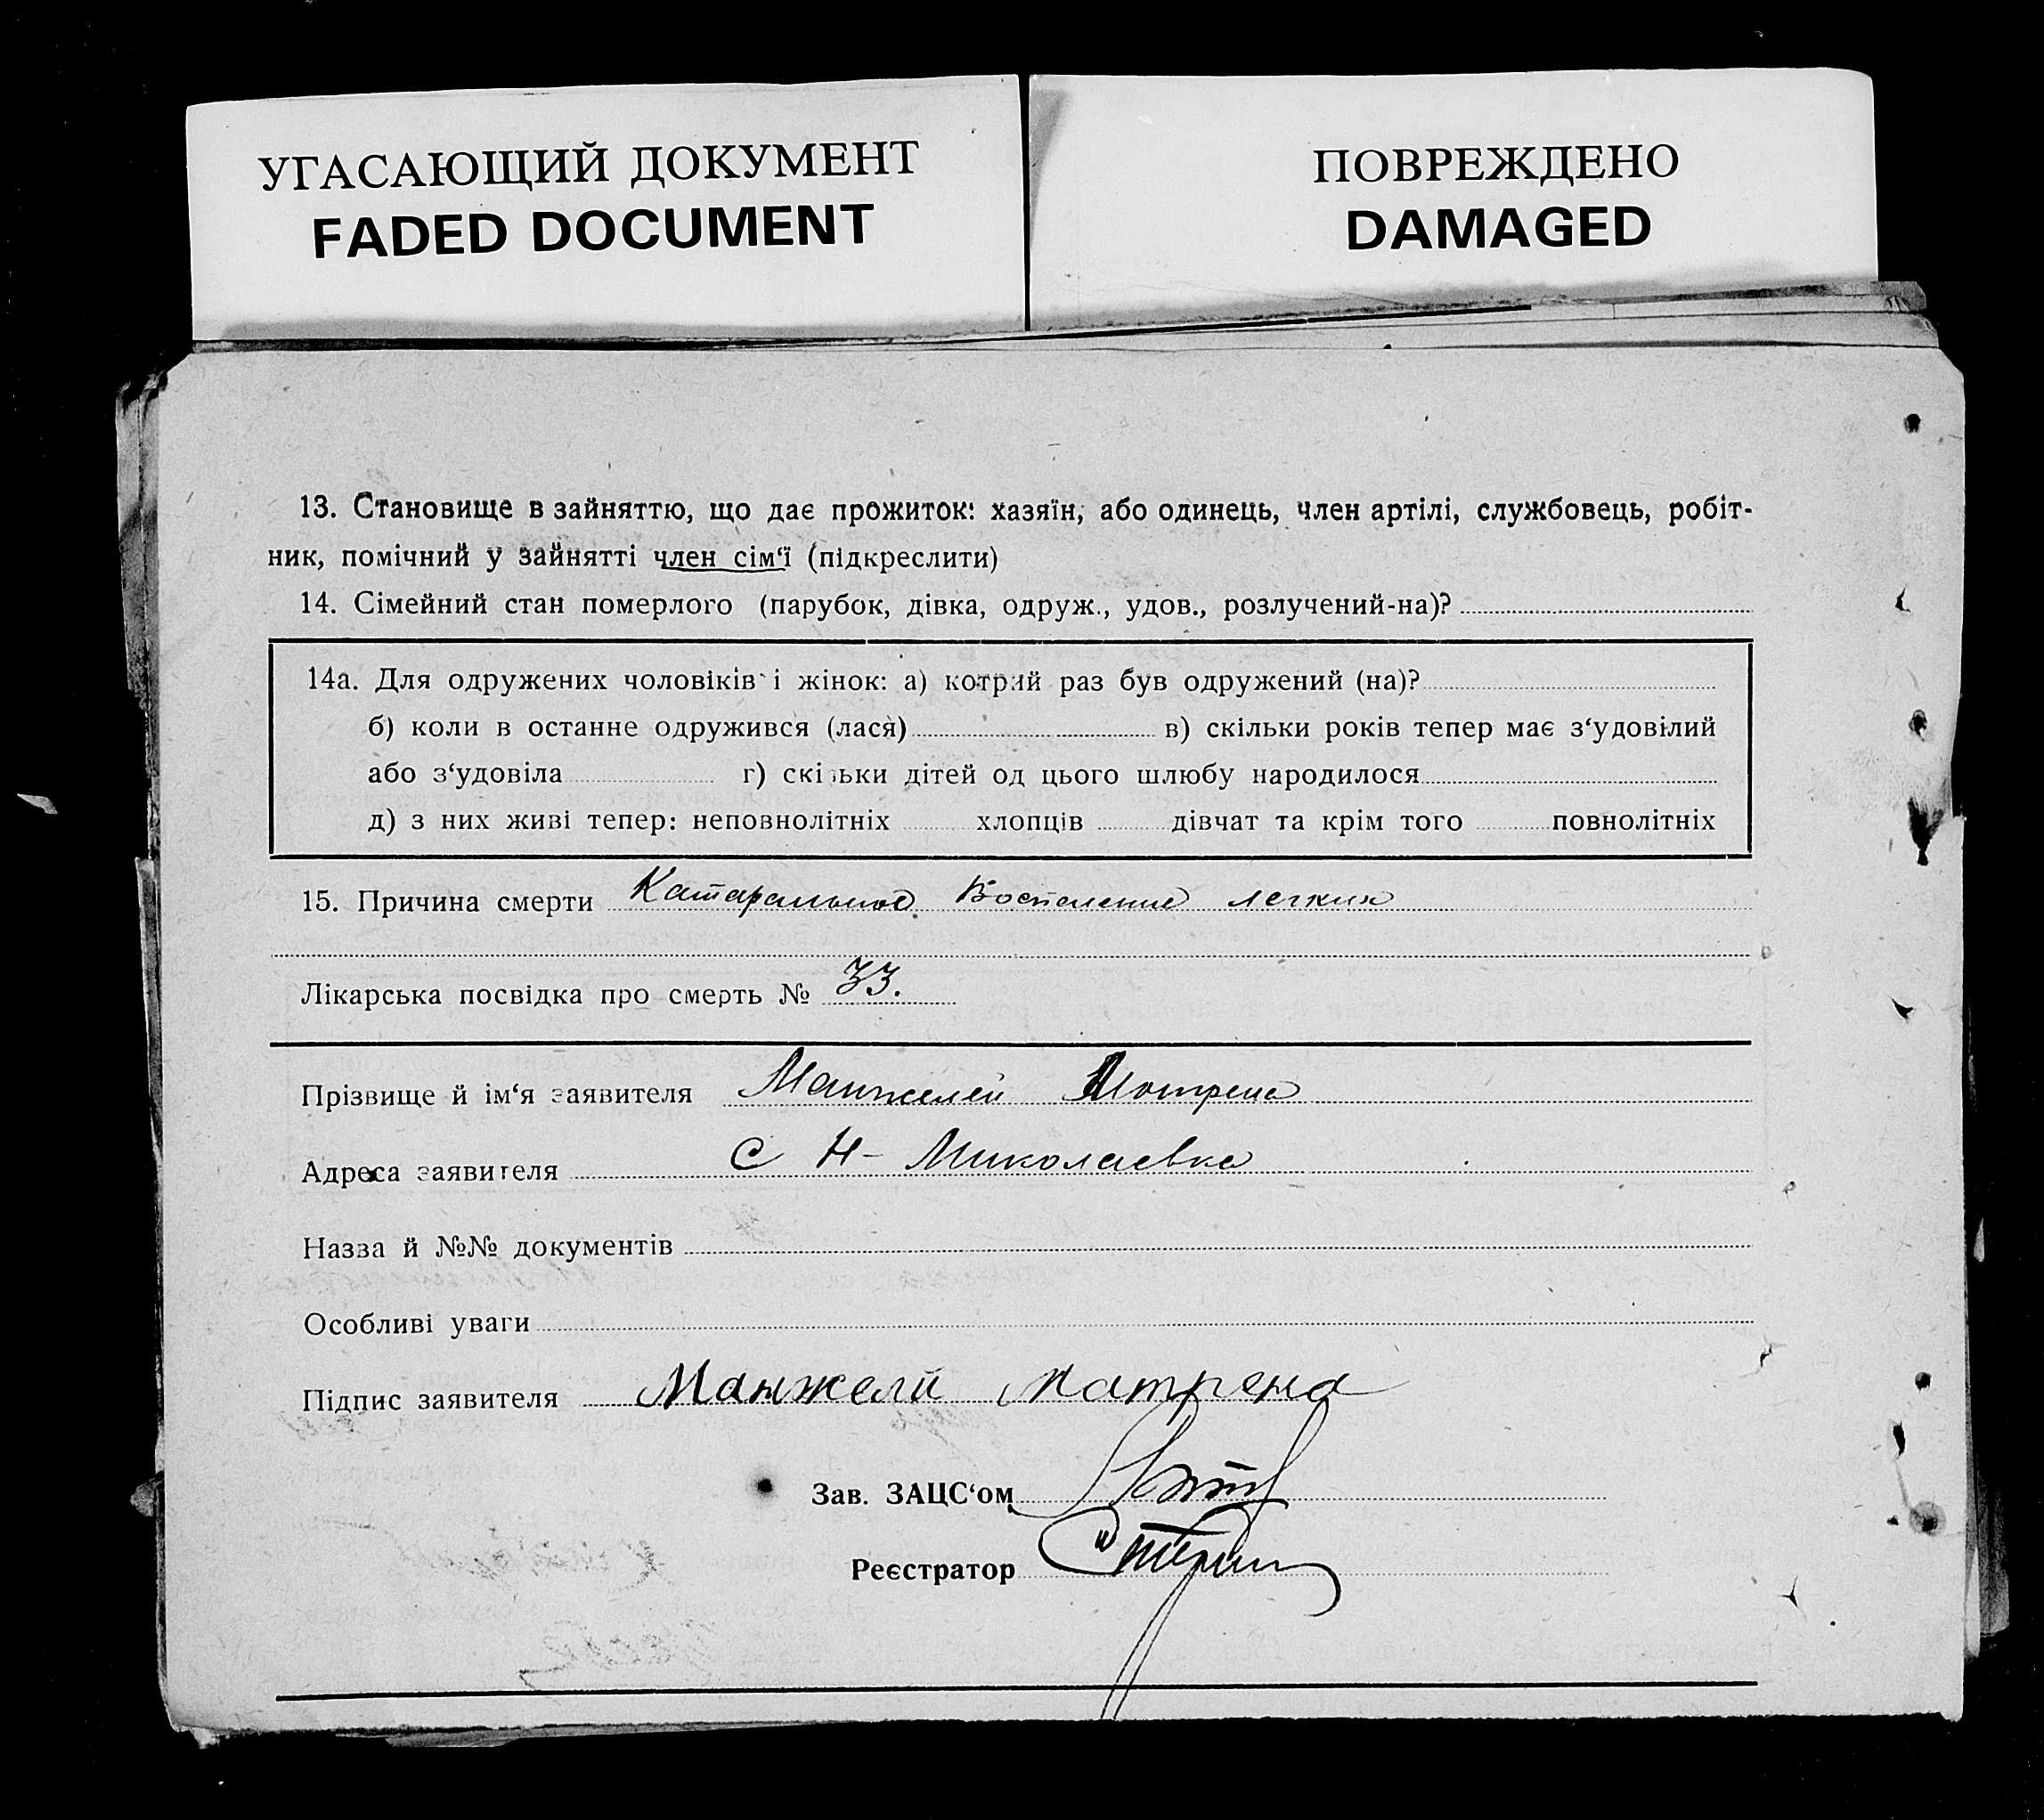 УГАСАЮЩИЙ ДОКУМЕНТ
FADED DOCUMENT
ПОВРЕЖДЕНО
DAMAGED
13. Становище в зайняттю, що дає прожиток: хазяїн, або одинець, член артілі, службовець, робіт-
ник, помічний у зайнятті член сім‘ї (підкреслити)
14. Сімейний стан померлого (парубок, дівка, одруж., удов., розлучений-на)?
14а. Для одружених чоловіків і жінок: а) котрий раз був одружений (на)?
б) коли в останне одружився (лася) в) скільки років тепер має з‘удовілий
або з‘удовіла г) скільки дітей од цього шлюбу народилося
д) з них живі тепер: неповнолітніх хлопців дівчат та крім того повнолітніх
15. Причина смерти Катаральное Воспаление легких
Лікарська посвідка про смерть № 33.
Прізвище й ім‘я заявителя Манжелей Мотрена
Адреса заявителя с Н- Миколаевка
Назва й №№ документів
Особливі уваги
Підпис заявителя Манжелй Матрена
Зав. ЗАЦС‘ом
Реєстратор